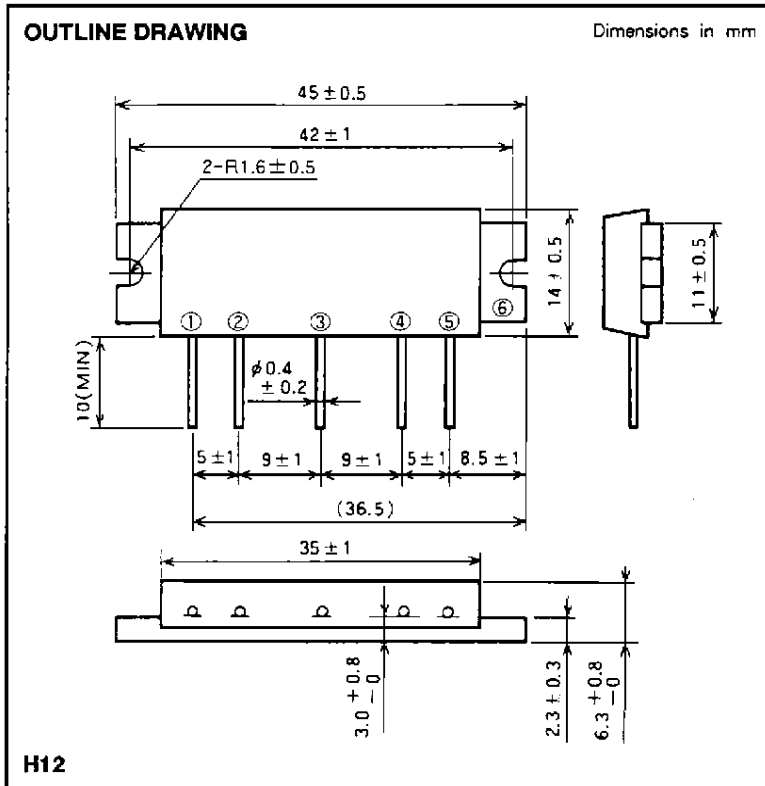 OUTLINE DRAWING
Dimensions in mm
45±0.5
42±1
2-R1.6±0.5
14±0.5
11±0.5
① ② ③ ④ ⑤ ⑥
10(MIN)
φ0.4
±0.2
5±1 9±1 9±1 5±1 8.5±1
(36.5)
35±1
3.0 +0.8
−0
2.3±0.3
6.3 +0.8
−0
H12